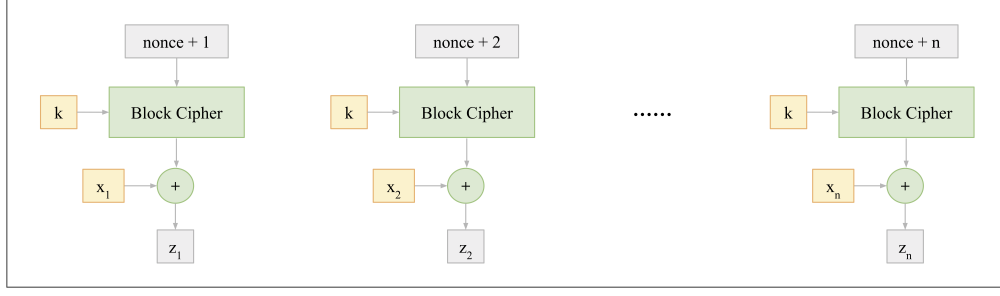 nonce + 1 nonce + 2 nonce + n
k Block Cipher k Block Cipher ...... k Block Cipher
x₁ + x₂ + xₙ +
z₁ z₂ zₙ